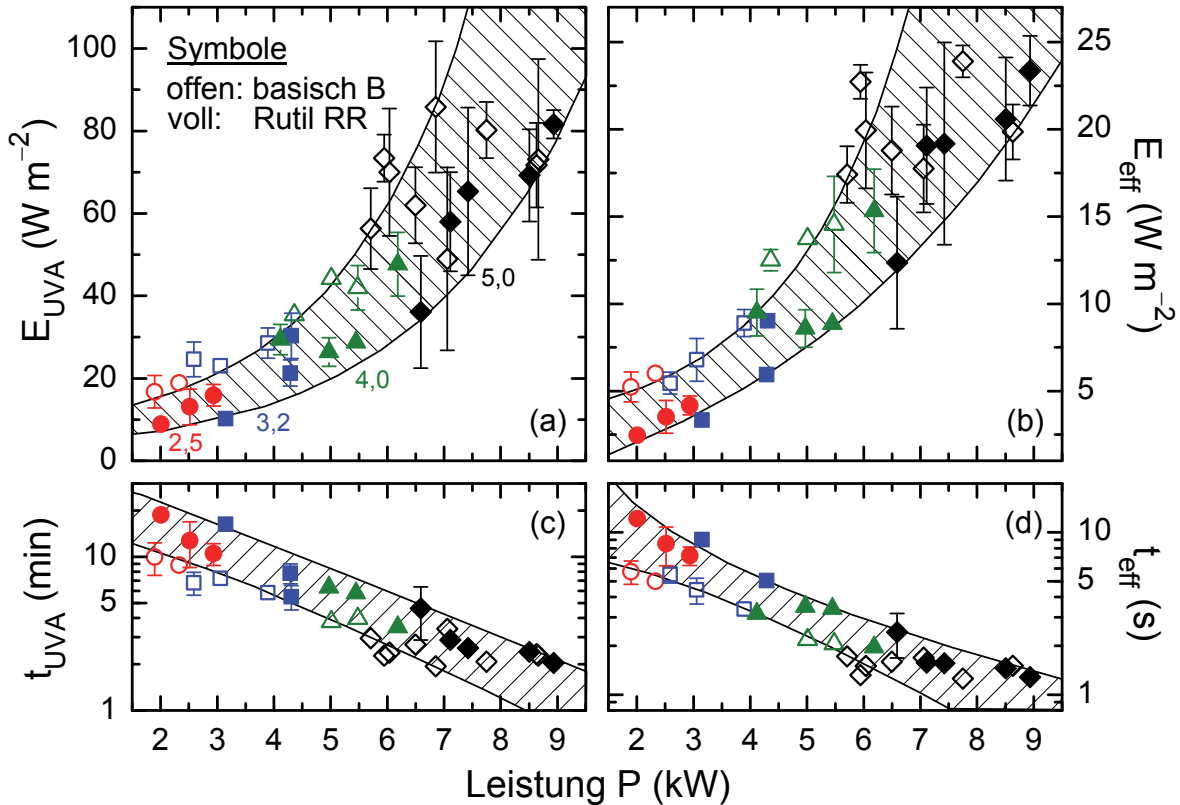 Symbole
offen: basisch B
voll: Rutil RR
E_UVA (W m⁻²)
100
80
60
40
20
0
2,5
3,2
4,0
5,0
(a)
25
20
15
10
5
E_eff (W m⁻²)
(b)
t_UVA (min)
10
5
1
(c)
10
5
1
t_eff (s)
(d)
2 3 4 5 6 7 8 9
2 3 4 5 6 7 8 9
Leistung P (kW)